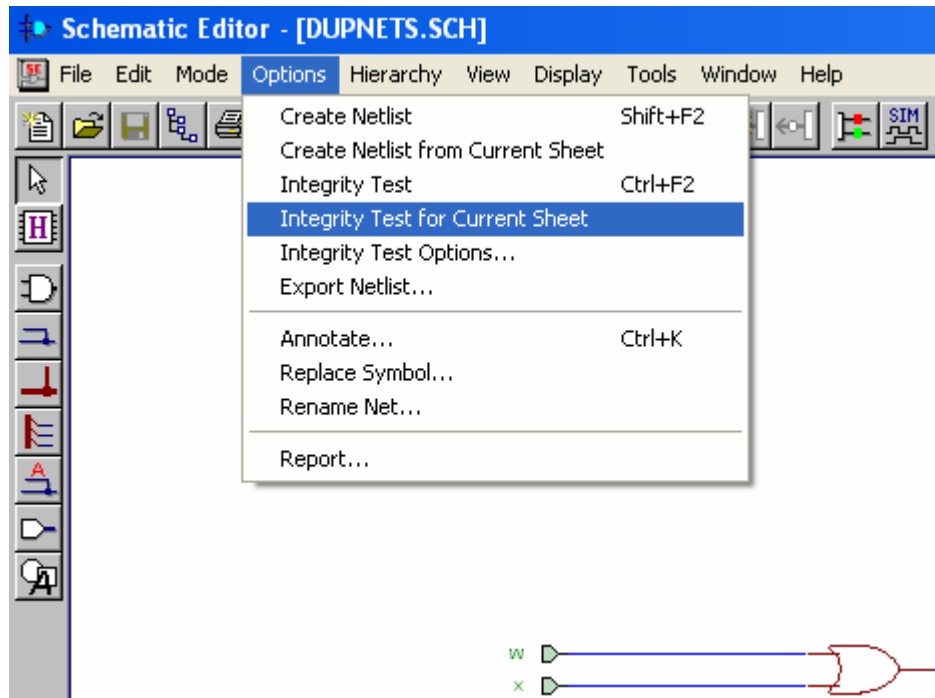 Schematic Editor - [DUPNETS.SCH]
SE File Edit Mode Options Hierarchy View Display Tools Window Help
SIM
Create Netlist Shift+F2
Create Netlist from Current Sheet
Integrity Test Ctrl+F2
H
Integrity Test for Current Sheet
Integrity Test Options...
Export Netlist...
Annotate... Ctrl+K
Replace Symbol...
Rename Net...
Report...
A
A
w
x